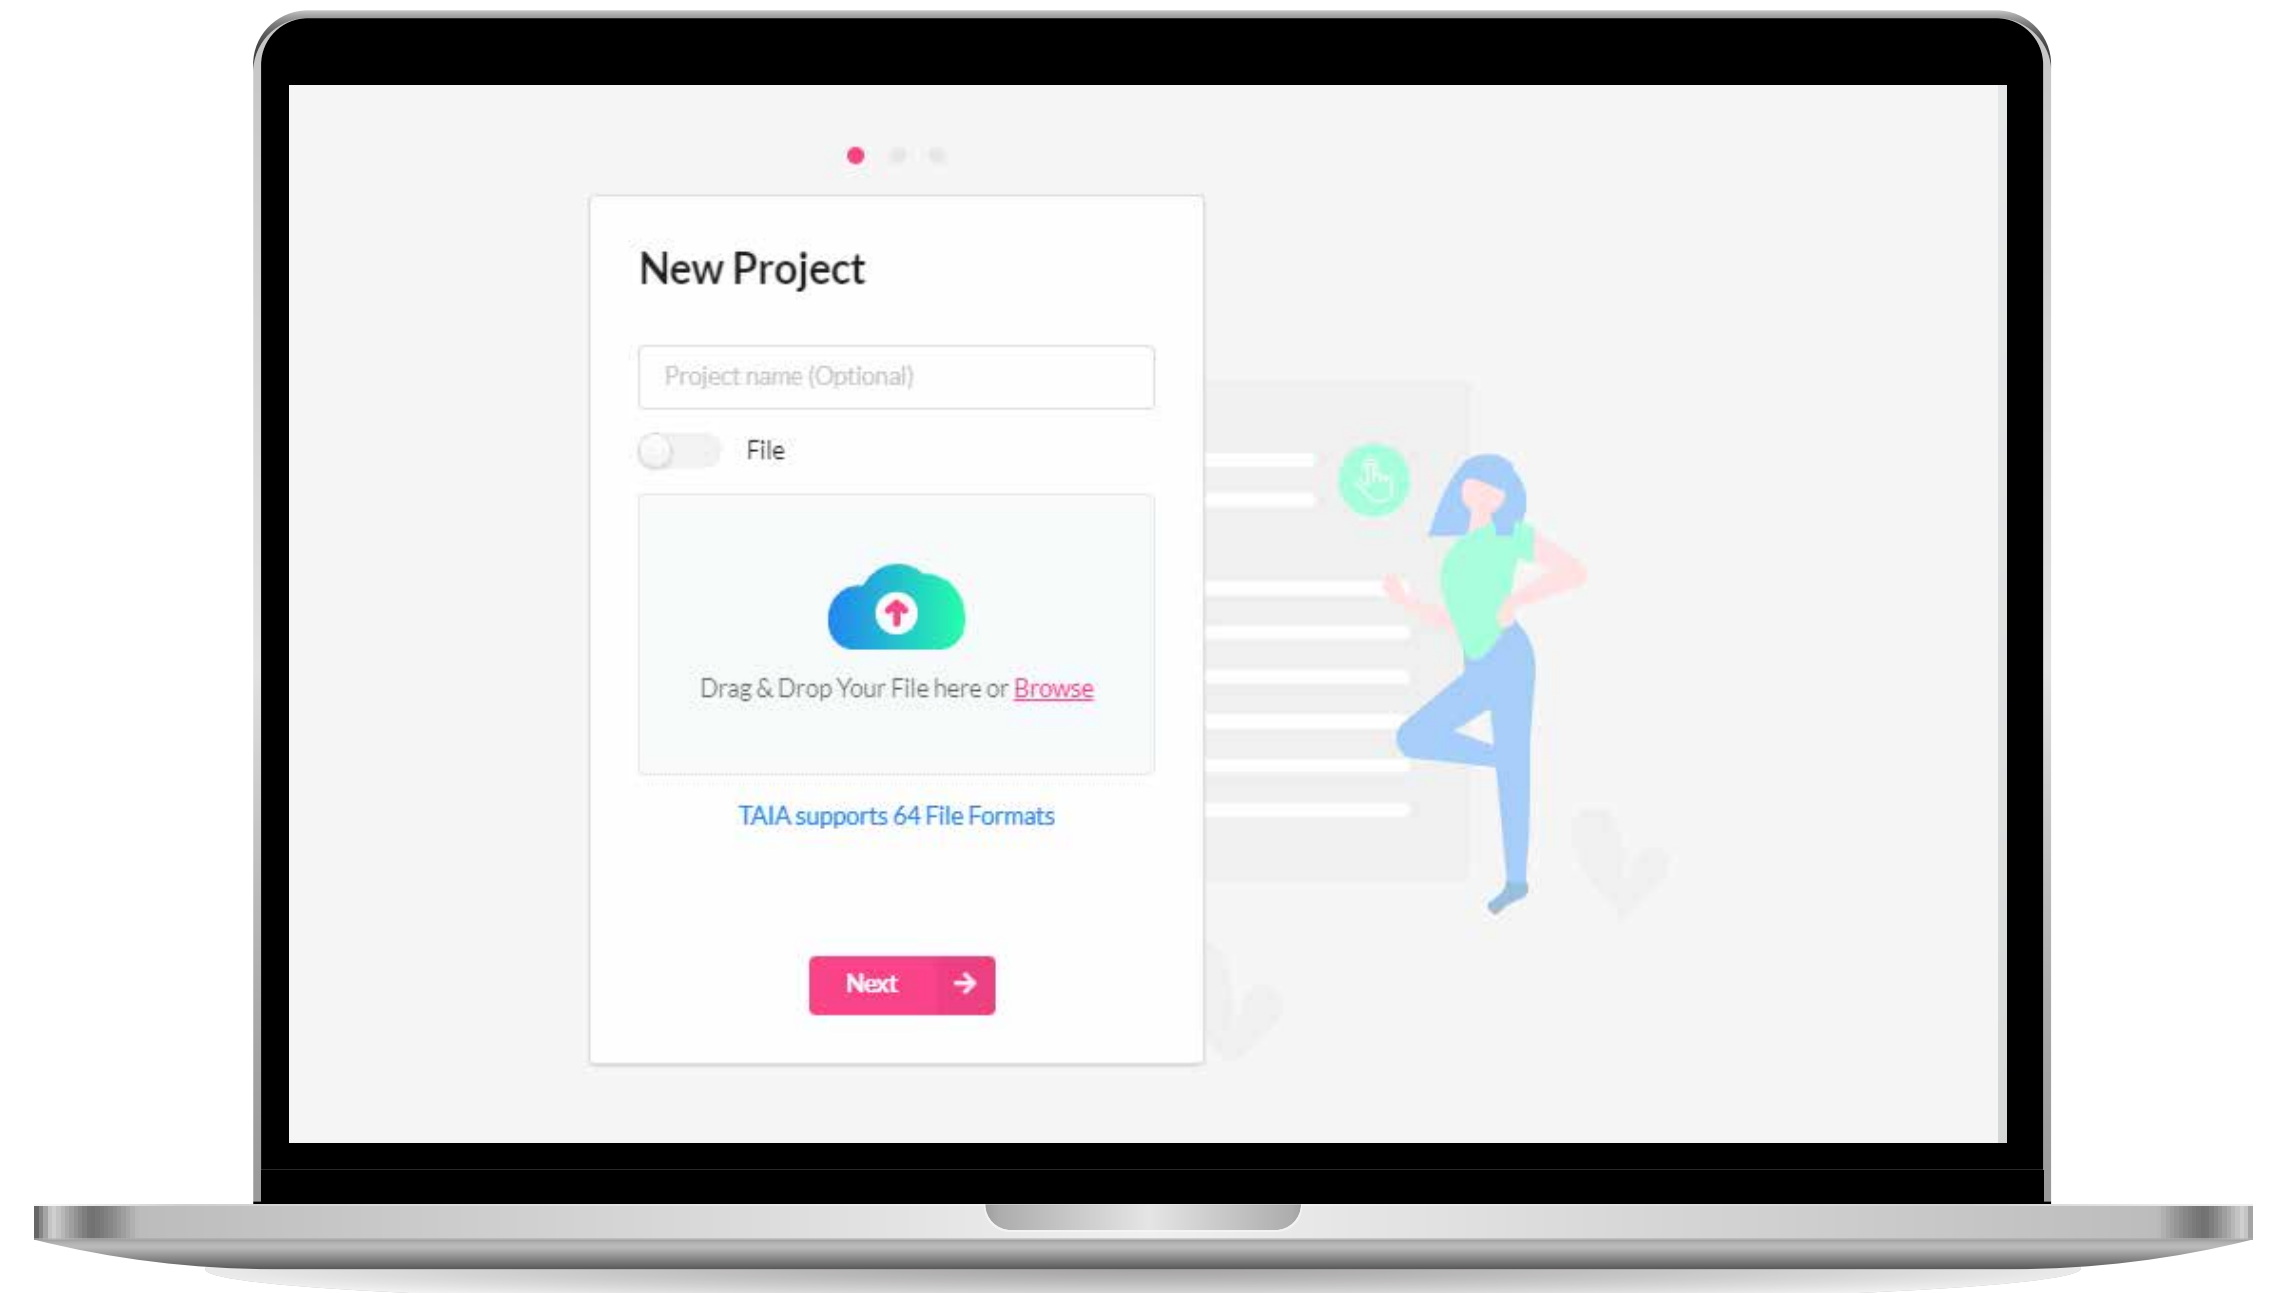 New Project
Project name (Optional)
File
Drag & Drop Your File here or Browse
TAIA supports 64 File Formats
Next